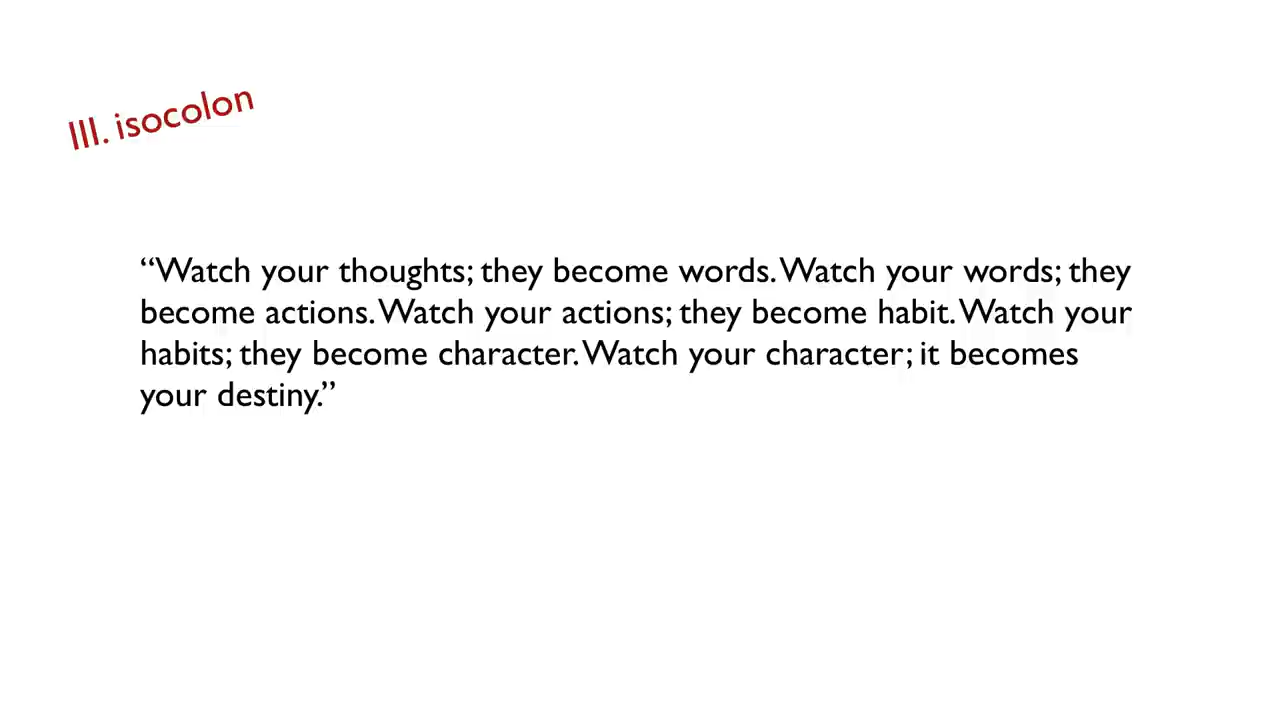 III. isocolon
“Watch your thoughts; they become words. Watch your words; they
become actions. Watch your actions; they become habit. Watch your
habits; they become character. Watch your character; it becomes
your destiny.”